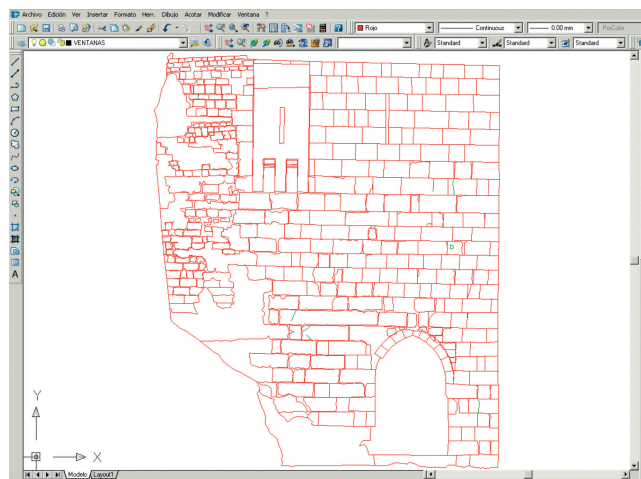 Archivo Edición Ver Insertar Formato Herr. Dibujo Acotar Modificar Ventana ?
Rojo Continuous 0.00 mm PorColor
VENTANAS Standard Standard Standard
A
D
Y
X
Modelo Layout1